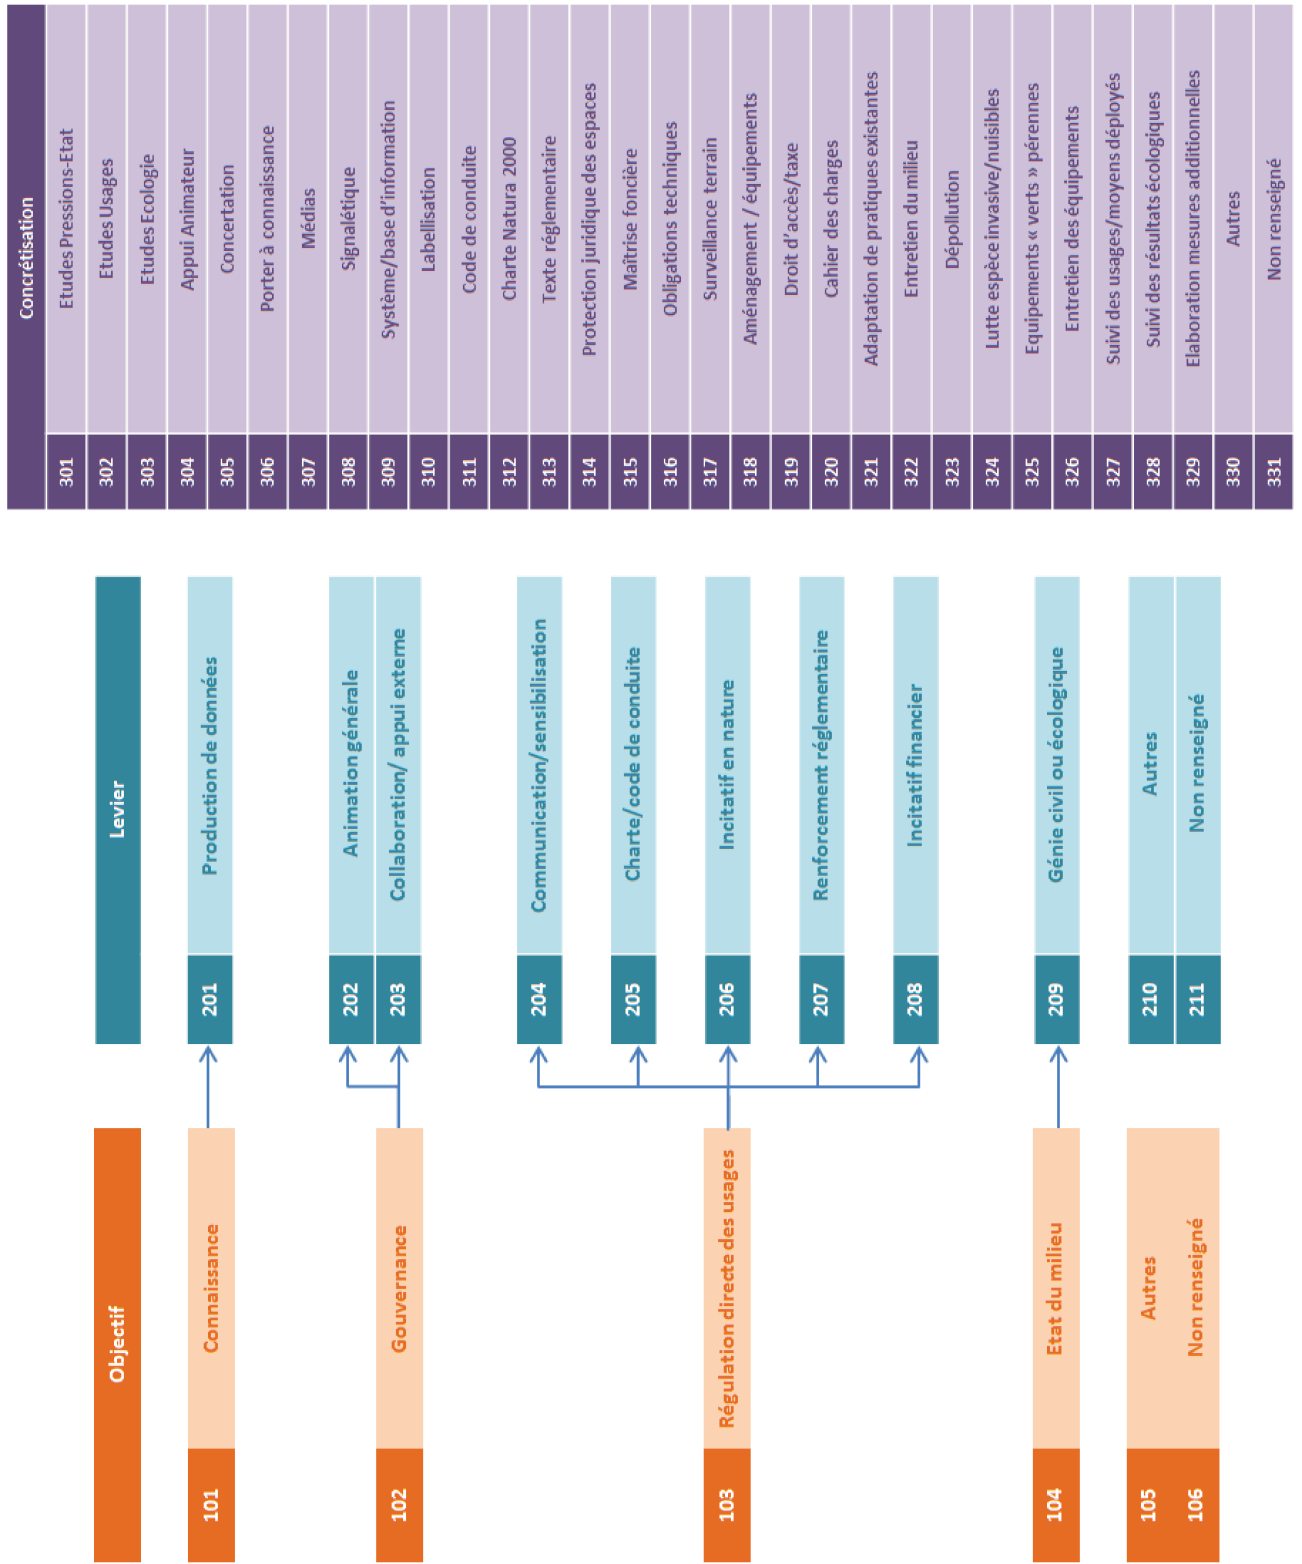 Objectif
101 Connaissance
102 Gouvernance
103 Régulation directe des usages
104 Etat du milieu
105 Autres
106 Non renseigné
Levier
201 Production de données
202 Animation générale
203 Collaboration/ appui externe
204 Communication/sensibilisation
205 Charte/code de conduite
206 Incitatif en nature
207 Renforcement réglementaire
208 Incitatif financier
209 Génie civil ou écologique
210 Autres
211 Non renseigné
Concrétisation
301 Etudes Pressions-Etat
302 Etudes Usages
303 Etudes Ecologie
304 Appui Animateur
305 Concertation
306 Porter à connaissance
307 Médias
308 Signalétique
309 Système/base d'information
310 Labellisation
311 Code de conduite
312 Charte Natura 2000
313 Texte réglementaire
314 Protection juridique des espaces
315 Maîtrise foncière
316 Obligations techniques
317 Surveillance terrain
318 Aménagement / équipements
319 Droit d'accès/taxe
320 Cahier des charges
321 Adaptation de pratiques existantes
322 Entretien du milieu
323 Dépollution
324 Lutte espèce invasive/nuisibles
325 Equipements « verts » pérennes
326 Entretien des équipements
327 Suivi des usages/moyens déployés
328 Suivi des résultats écologiques
329 Elaboration mesures additionnelles
330 Autres
331 Non renseigné